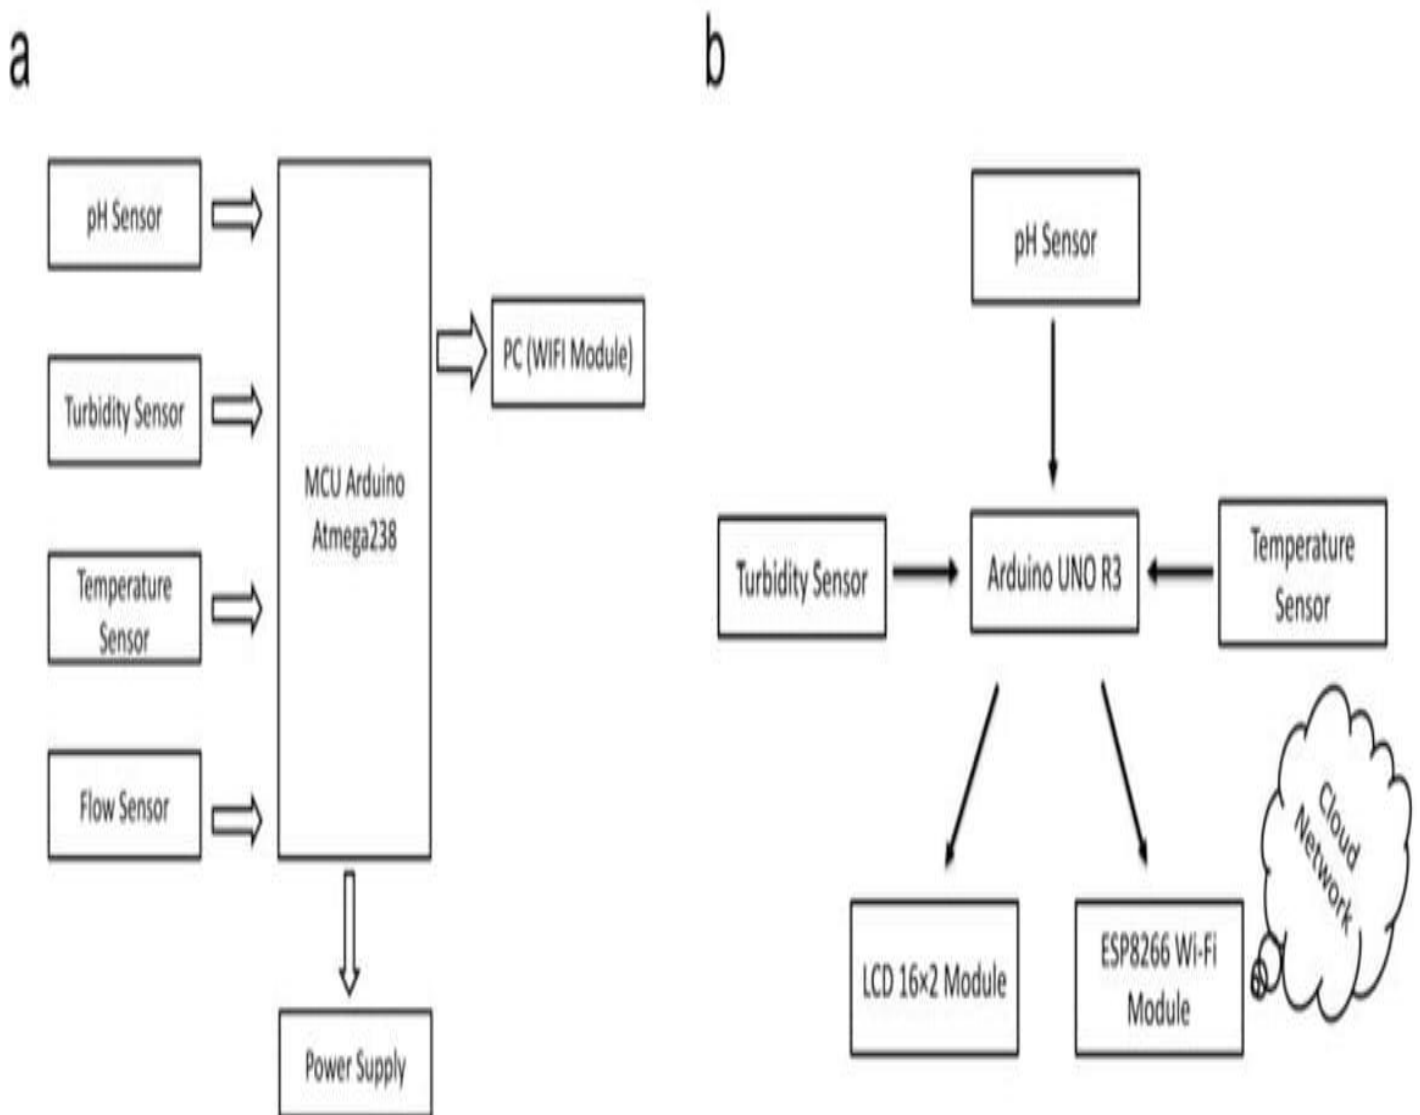 a
pH Sensor
Turbidity Sensor
Temperature
Sensor
Flow Sensor
MCU Arduino
Atmega238
PC (WIFI Module)
Power Supply
b
pH Sensor
Turbidity Sensor
Arduino UNO R3
Temperature
Sensor
LCD 16×2 Module
ESP8266 Wi-Fi
Module
Cloud
Network